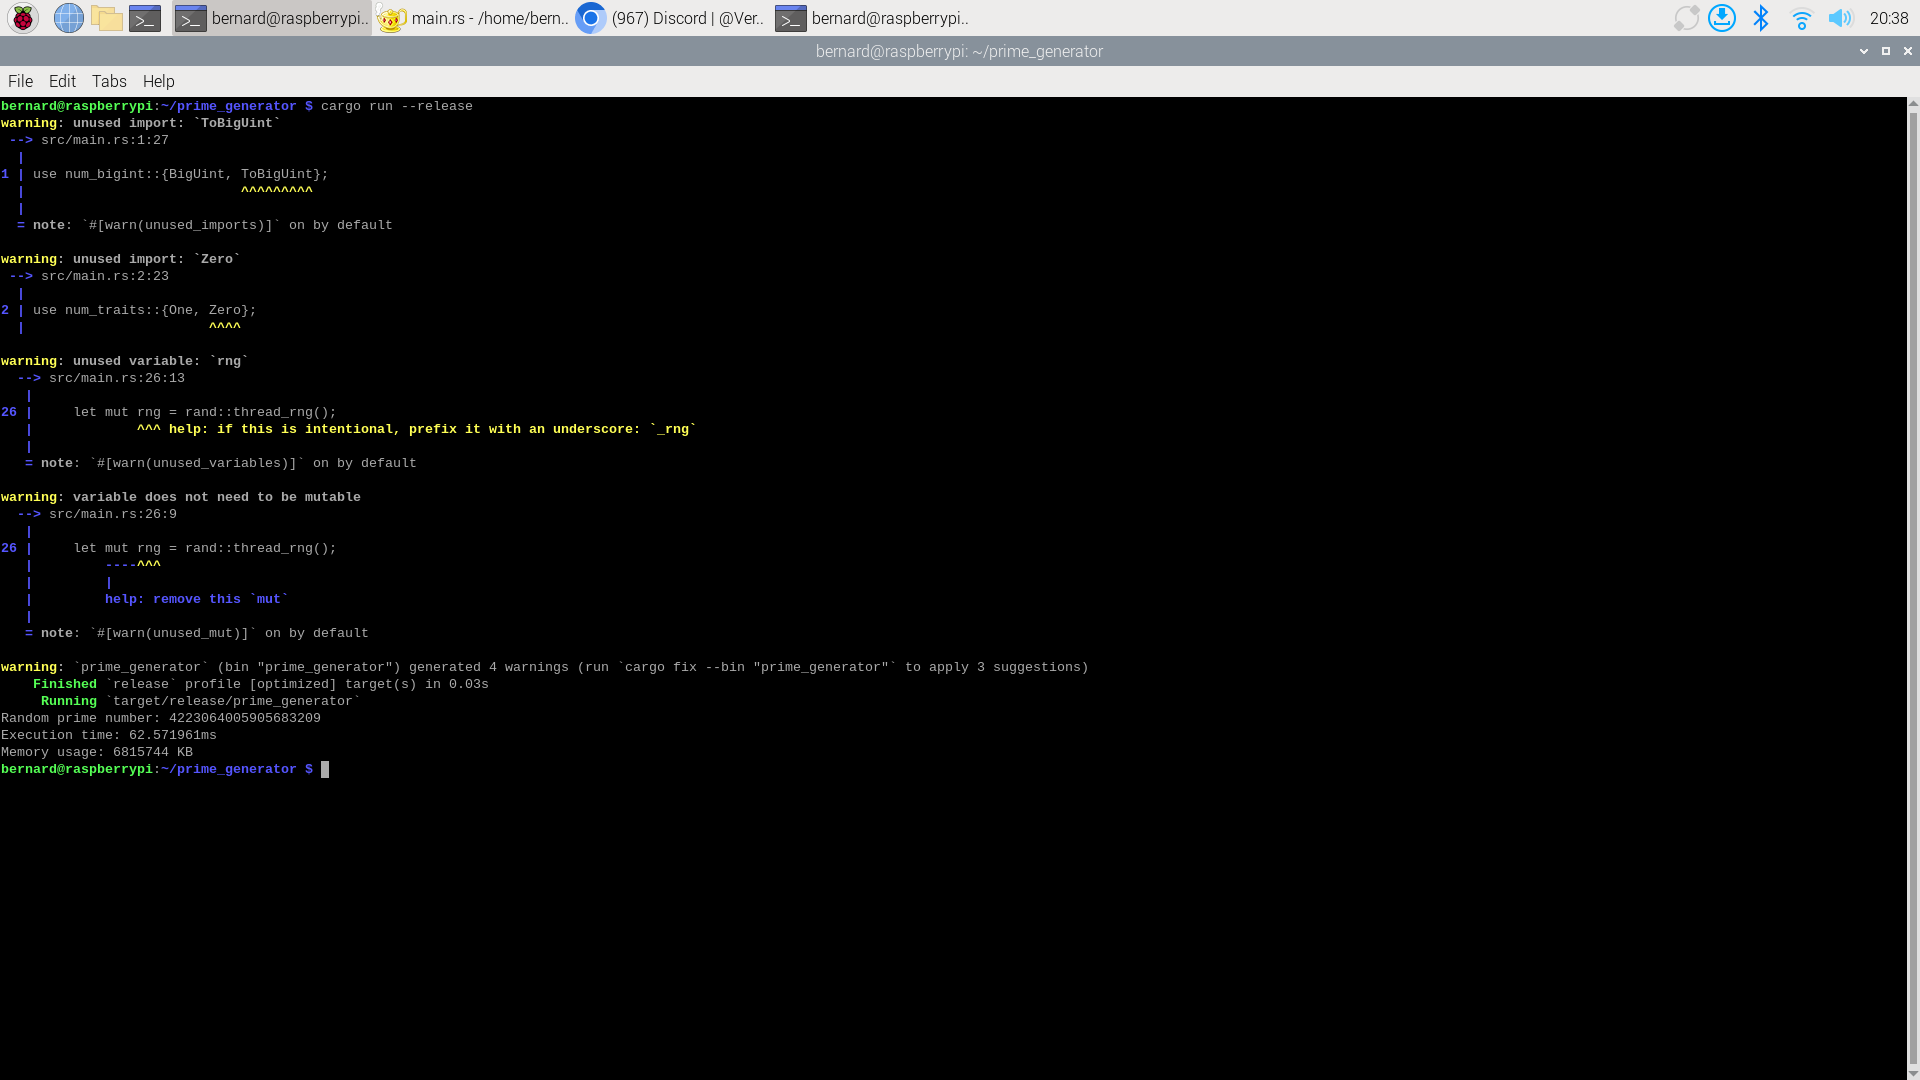 bernard@raspberrypi.. main.rs - /home/bern.. (967) Discord | @Ver.. bernard@raspberrypi.. 20:38
bernard@raspberrypi: ~/prime_generator
File Edit Tabs Help
bernard@raspberrypi:~/prime_generator $ cargo run --release
warning: unused import: `ToBigUint`
 --> src/main.rs:1:27
  |
1 | use num_bigint::{BigUint, ToBigUint};
  |                           ^^^^^^^^^
  |
  = note: `#[warn(unused_imports)]` on by default

warning: unused import: `Zero`
 --> src/main.rs:2:23
  |
2 | use num_traits::{One, Zero};
  |                       ^^^^

warning: unused variable: `rng`
  --> src/main.rs:26:13
   |
26 |     let mut rng = rand::thread_rng();
   |             ^^^ help: if this is intentional, prefix it with an underscore: `_rng`
   |
   = note: `#[warn(unused_variables)]` on by default

warning: variable does not need to be mutable
  --> src/main.rs:26:9
   |
26 |     let mut rng = rand::thread_rng();
   |         ----^^^
   |         |
   |         help: remove this `mut`
   |
   = note: `#[warn(unused_mut)]` on by default

warning: `prime_generator` (bin "prime_generator") generated 4 warnings (run `cargo fix --bin "prime_generator"` to apply 3 suggestions)
    Finished `release` profile [optimized] target(s) in 0.03s
     Running `target/release/prime_generator`
Random prime number: 4223064005905683209
Execution time: 62.571961ms
Memory usage: 6815744 KB
bernard@raspberrypi:~/prime_generator $